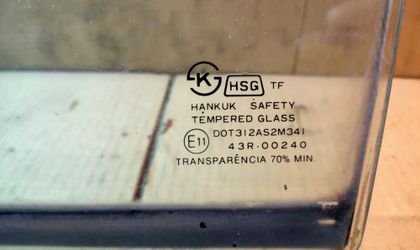 K HSG TF
HANKUK SAFETY
TEMPERED GLASS
E11 DOT312AS2M341
43R-00240
TRANSPARÊNCIA 70% MIN.